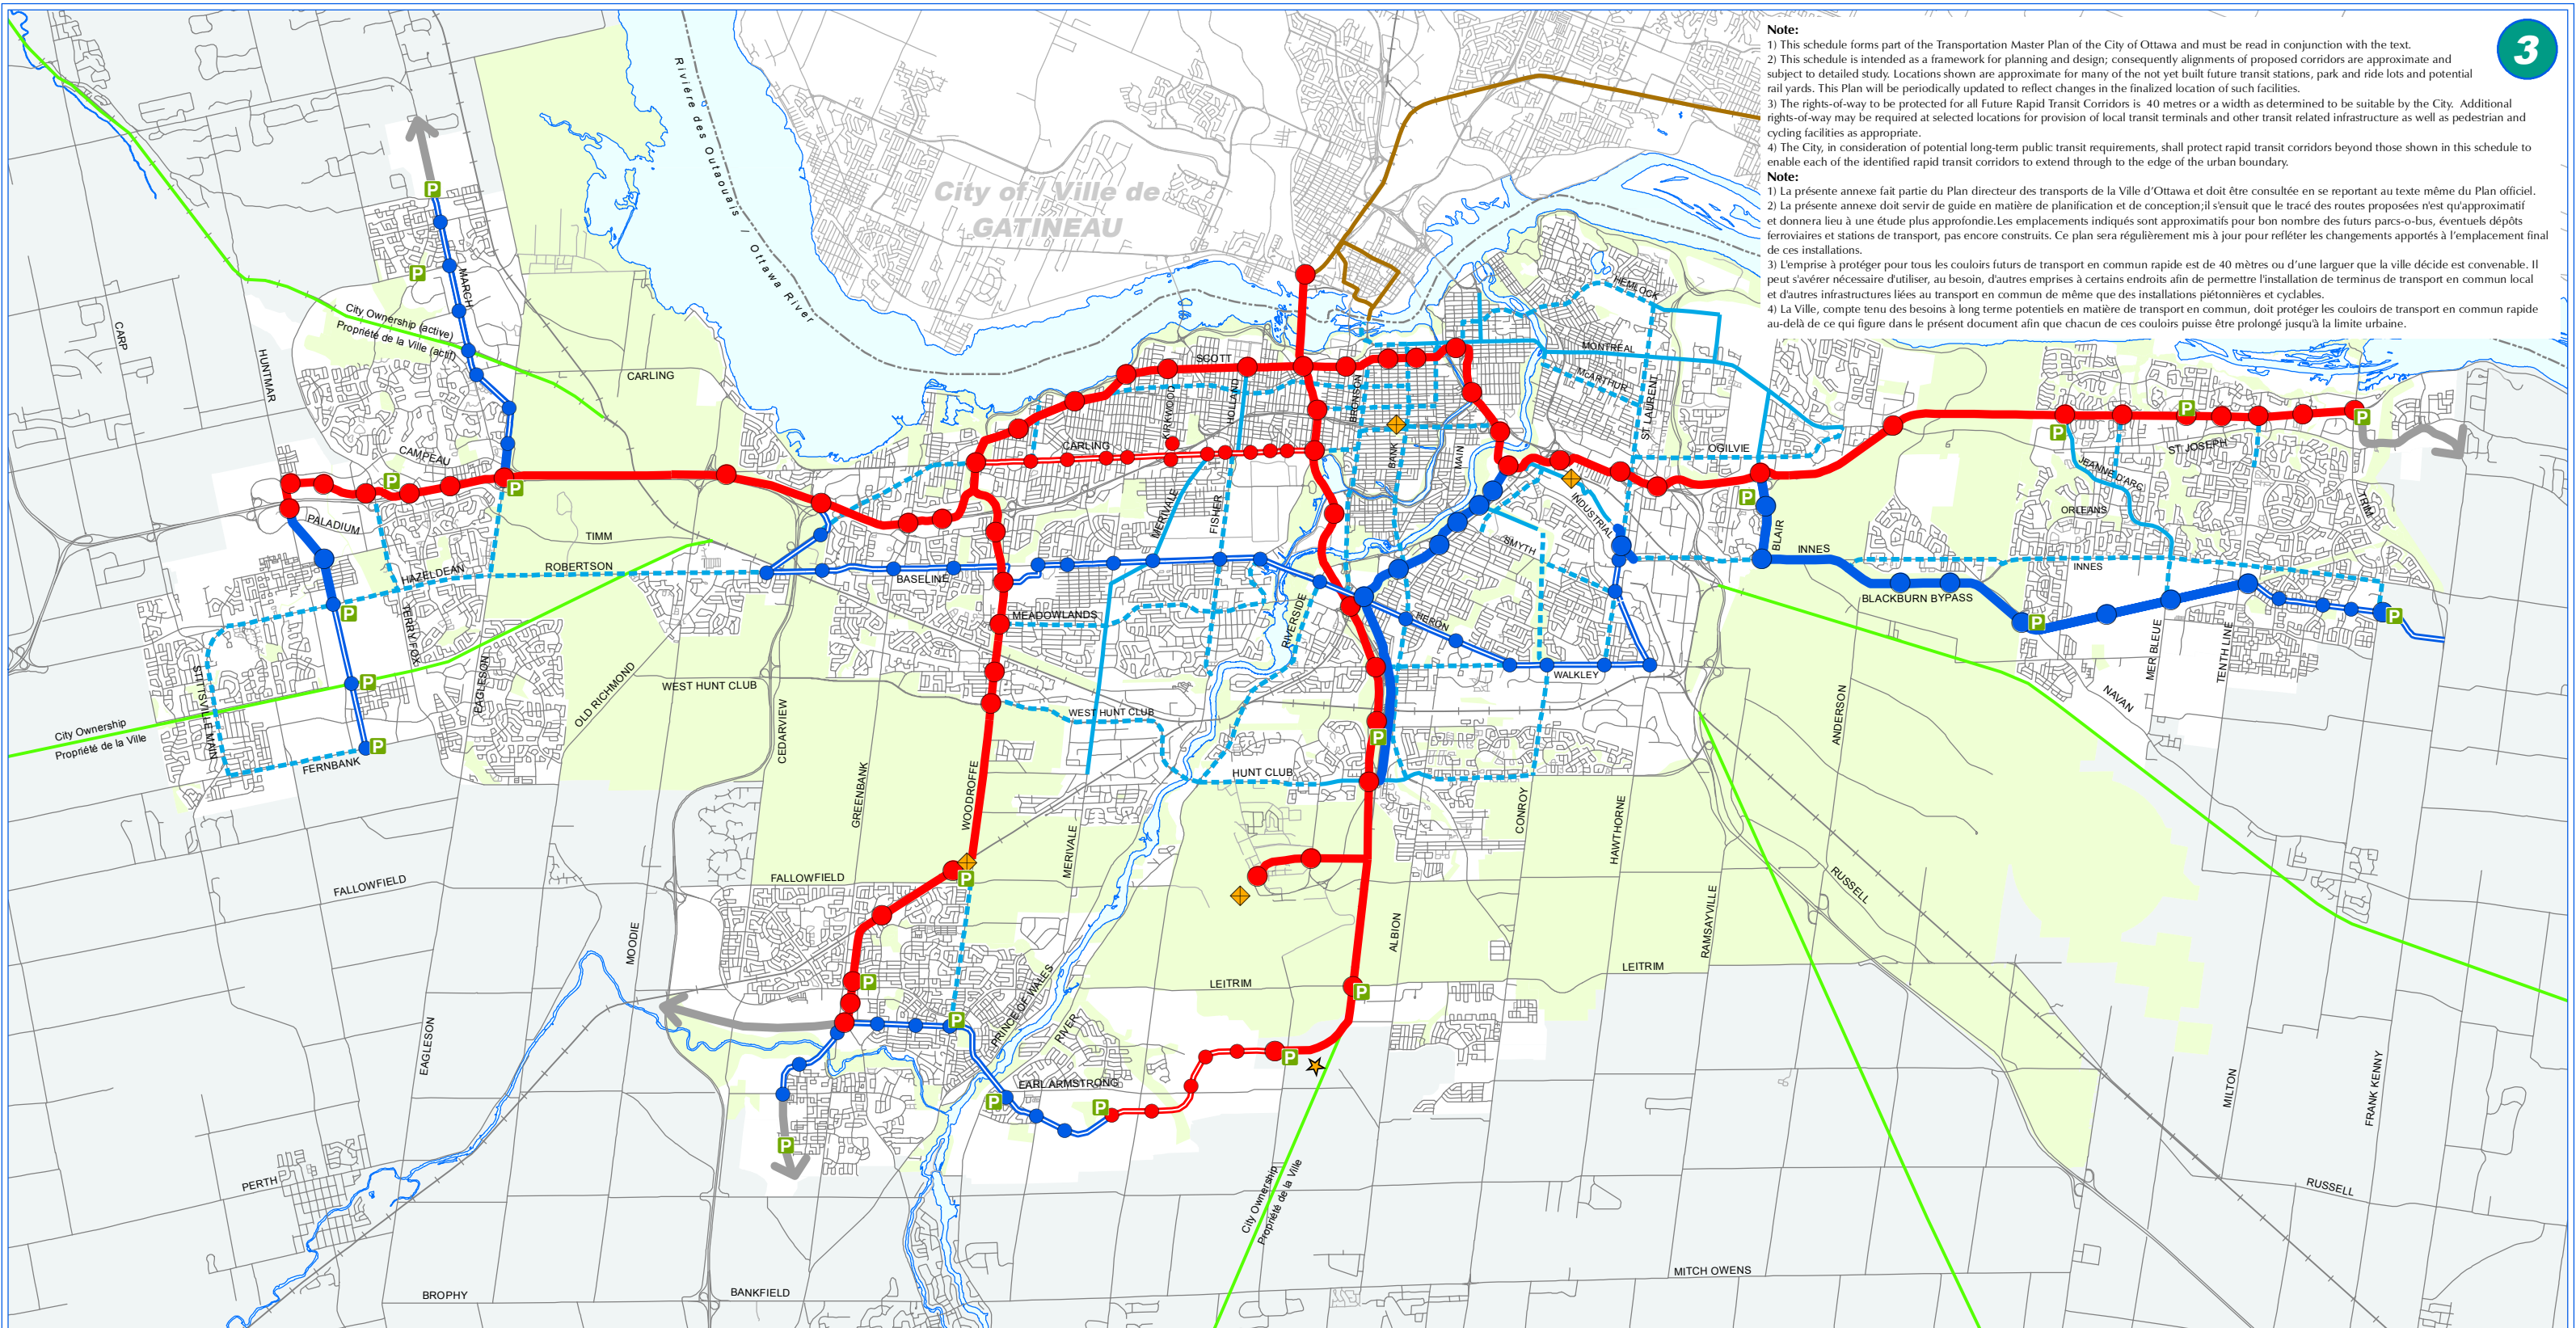 Note:
1) This schedule forms part of the Transportation Master Plan of the City of Ottawa and must be read in conjunction with the text.
2) This schedule is intended as a framework for planning and design; consequently alignments of proposed corridors are approximate and
subject to detailed study. Locations shown are approximate for many of the not yet built future transit stations, park and ride lots and potential
rail yards. This Plan will be periodically updated to reflect changes in the finalized location of such facilities.
3) The rights-of-way to be protected for all Future Rapid Transit Corridors is 40 metres or a width as determined to be suitable by the City. Additional
rights-of-way may be required at selected locations for provision of local transit terminals and other transit related infrastructure as well as pedestrian and
cycling facilities as appropriate.
4) The City, in consideration of potential long-term public transit requirements, shall protect rapid transit corridors beyond those shown in this schedule to
enable each of the identified rapid transit corridors to extend through to the edge of the urban boundary.
Note:
1) La présente annexe fait partie du Plan directeur des transports de la Ville d'Ottawa et doit être consultée en se reportant au texte même du Plan officiel.
2) La présente annexe doit servir de guide en matière de planification et de conception;il s'ensuit que le tracé des routes proposées n'est qu'approximatif
et donnera lieu à une étude plus approfondie.Les emplacements indiqués sont approximatifs pour bon nombre des futurs parcs-o-bus, éventuels dépôts
ferroviaires et stations de transport, pas encore construits. Ce plan sera régulièrement mis à jour pour refléter les changements apportés à l'emplacement final
de ces installations.
3) L'emprise à protéger pour tous les couloirs futurs de transport en commun rapide est de 40 mètres ou d'une larguer que la ville décide est convenable. Il
peut s'avérer nécessaire d'utiliser, au besoin, d'autres emprises à certains endroits afin de permettre l'installation de terminus de transport en commun local
et d'autres infrastructures liées au transport en commun de même que des installations piétonnières et cyclables.
4) La Ville, compte tenu des besoins à long terme potentiels en matière de transport en commun, doit protéger les couloirs de transport en commun rapide
au-delà de ce qui figure dans le présent document afin que chacun de ces couloirs puisse être prolongé jusqu'à la limite urbaine.
3
Rivière des Outaouais / Ottawa River
City of / Ville de
GATINEAU
P
P
MARCH
City Ownership (active)
Propriété de la Ville (actif)
CARP
HUNTMAR
CARLING
SCOTT
HEMLOCK
MONTREAL
MCARTHUR
ST LAURENT
KIRKWOOD
HOLLAND
BRONSON
CARLING
BANK
MAIN
OGILVIE
P
P
ST JOSEPH
P
JEANNE D'ARC
ORLEANS
TRIM
CAMPEAU
P
P
PALADIUM
TIMM
MERIVALE
FISHER
INDUSTRIAL
SMYTH
P
BLAIR
INNES
INNES
HAZELDEAN
ROBERTSON
BASELINE
MEADOWLANDS
RIVERSIDE
HERON
WALKLEY
BLACKBURN BYPASS
P
P
P
TERRY FOX
P
P
STITTSVILLE MAIN
EAGLESON
OLD RICHMOND
WEST HUNT CLUB
WEST HUNT CLUB
CEDARVIEW
City Ownership
Propriété de la Ville
FERNBANK
P
HUNT CLUB
MER BLEUE
TENTH LINE
NAVAN
ANDERSON
GREENBANK
WOODROFFE
MERIVALE
CONROY
HAWTHORNE
FALLOWFIELD
FALLOWFIELD
P
RUSSELL
RAMSAYVILLE
MOODIE
ALBION
P
PRINCE OF WALES
LEITRIM
P
LEITRIM
P
RIVER
EAGLESON
P
EARL ARMSTRONG
P
P
P
MILTON
FRANK KENNY
PERTH
City Ownership
Propriété de la Ville
RUSSELL
BROPHY
BANKFIELD
MITCH OWENS